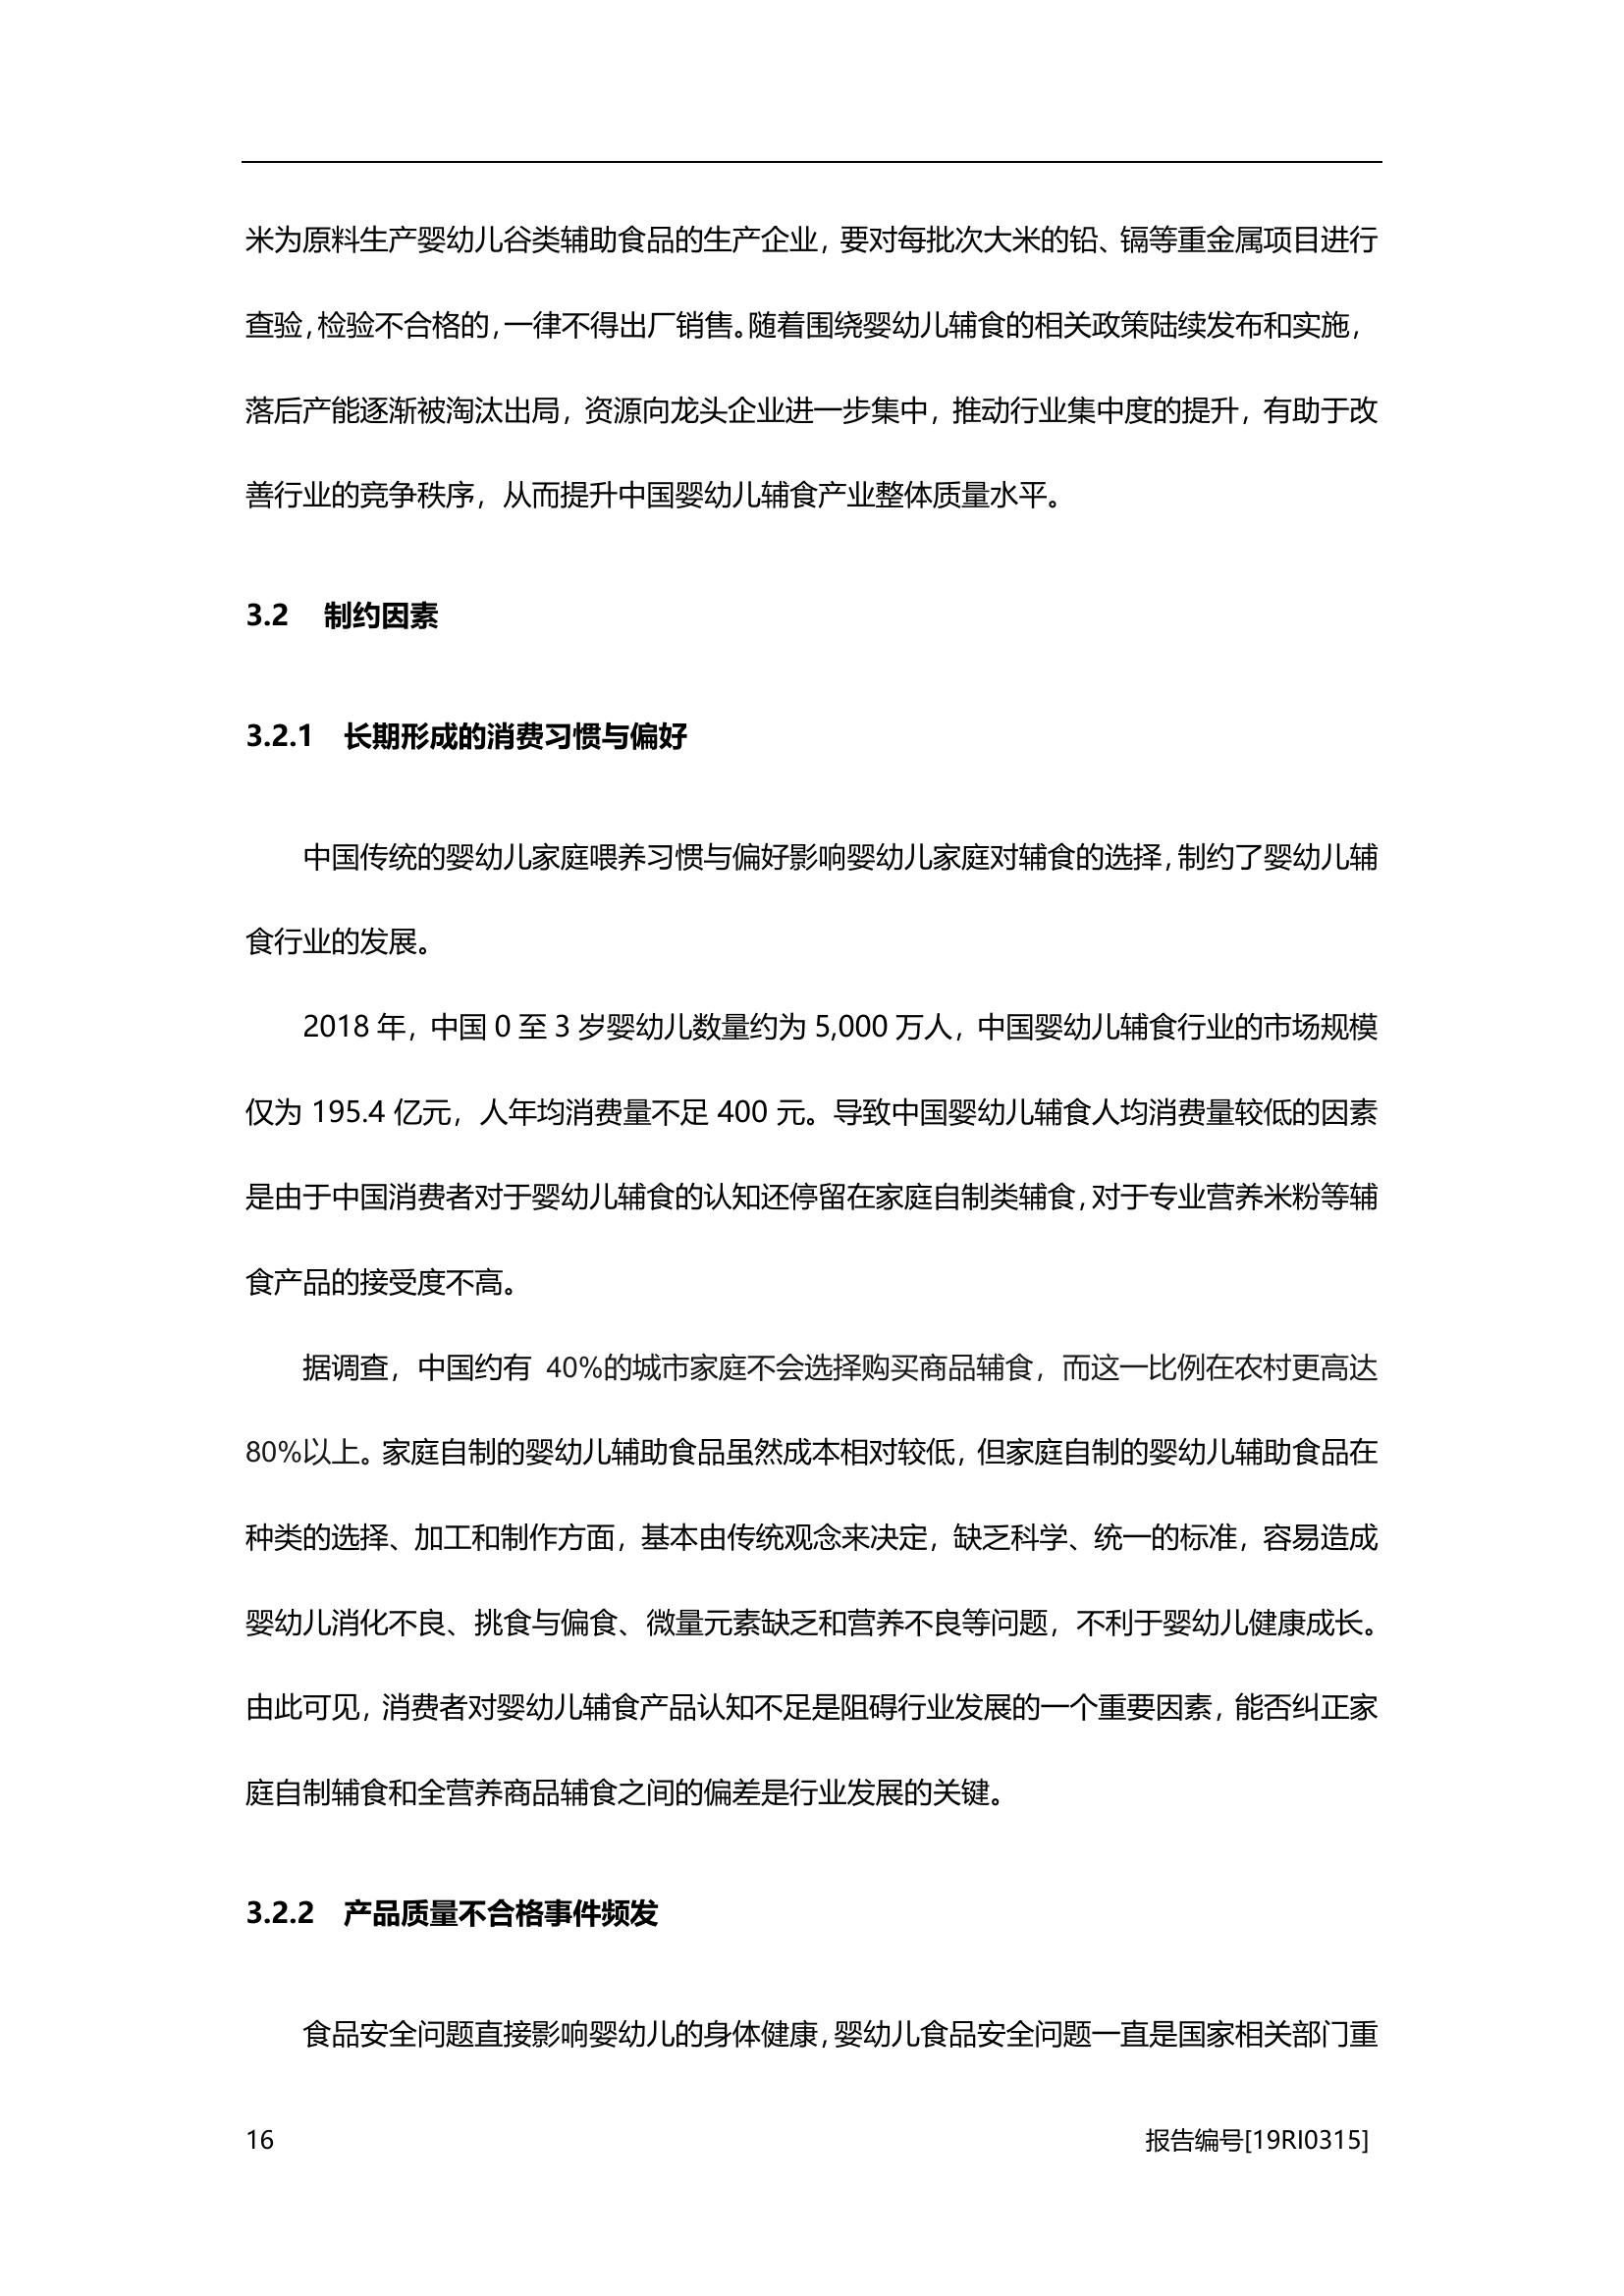 米为原料生产婴幼儿谷类辅助食品的生产企业，要对每批次大米的铅、镉等重金属项目进行
查验，检验不合格的，一律不得出厂销售。随着围绕婴幼儿辅食的相关政策陆续发布和实施，
落后产能逐渐被淘汰出局，资源向龙头企业进一步集中，推动行业集中度的提升，有助于改
善行业的竞争秩序，从而提升中国婴幼儿辅食产业整体质量水平。
3.2 制约因素
3.2.1 长期形成的消费习惯与偏好
中国传统的婴幼儿家庭喂养习惯与偏好影响婴幼儿家庭对辅食的选择，制约了婴幼儿辅
食行业的发展。
2018 年，中国 0 至 3 岁婴幼儿数量约为 5,000 万人，中国婴幼儿辅食行业的市场规模
仅为 195.4 亿元，人年均消费量不足 400 元。导致中国婴幼儿辅食人均消费量较低的因素
是由于中国消费者对于婴幼儿辅食的认知还停留在家庭自制类辅食，对于专业营养米粉等辅
食产品的接受度不高。
据调查，中国约有 40%的城市家庭不会选择购买商品辅食，而这一比例在农村更高达
80%以上。家庭自制的婴幼儿辅助食品虽然成本相对较低，但家庭自制的婴幼儿辅助食品在
种类的选择、加工和制作方面，基本由传统观念来决定，缺乏科学、统一的标准，容易造成
婴幼儿消化不良、挑食与偏食、微量元素缺乏和营养不良等问题，不利于婴幼儿健康成长。
由此可见，消费者对婴幼儿辅食产品认知不足是阻碍行业发展的一个重要因素，能否纠正家
庭自制辅食和全营养商品辅食之间的偏差是行业发展的关键。
3.2.2 产品质量不合格事件频发
食品安全问题直接影响婴幼儿的身体健康，婴幼儿食品安全问题一直是国家相关部门重
16 报告编号[19RI0315]